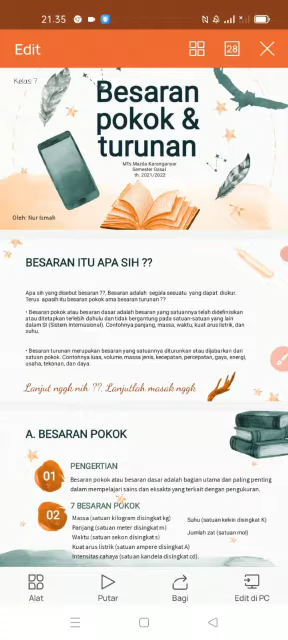 21.35
Edit
28
Kelas 7
Besaran
pokok &
turunan
MTs Mazda Karanganyar
Semester Gasal
th. 2021/2022
Oleh: Nur Ismah
BESARAN ITU APA SIH ??
Apa sih yang disebut besaran ??, Besaran adalah segala sesuatu yang dapat diukur.
Terus apasih itu besaran pokok ama besaran turunan ??
• Besaran pokok atau besaran dasar adalah besaran yang satuannya telah didefinisikan
atau ditetapkan terlebih dahulu dan tidak bergantung pada satuan-satuan yang lain
dalam SI (Sistem Internasional). Contohnya panjang, massa, waktu, kuat arus listrik, dan
suhu.
• Besaran turunan merupakan besaran yang satuannya diturunkan atau dijabarkan dari
satuan pokok. Contohnya luas, volume, massa jenis, kecepatan, percepatan, gaya, energi,
usaha, tekanan, dan daya.
Lanjut nggk nih ??. Lanjutlah masak nggk
A. BESARAN POKOK
PENGERTIAN
01
Besaran pokok atau besaran dasar adalah bagian utama dan paling penting
dalam mempelajari sains dan eksakta yang terkait dengan pengukuran.
02
7 BESARAN POKOK
Massa (satuan kilogram disingkat kg)
Panjang (satuan meter disingkat m)
Waktu (satuan sekon disingkat s)
Kuat arus listrik (satuan ampere disingkat A)
Intensitas cahaya (satuan kandela disingkat cd).
Suhu (satuan kelvin disingkat K)
Jumlah zat (satuan mol)
Alat
Putar
Bagi
Edit di PC